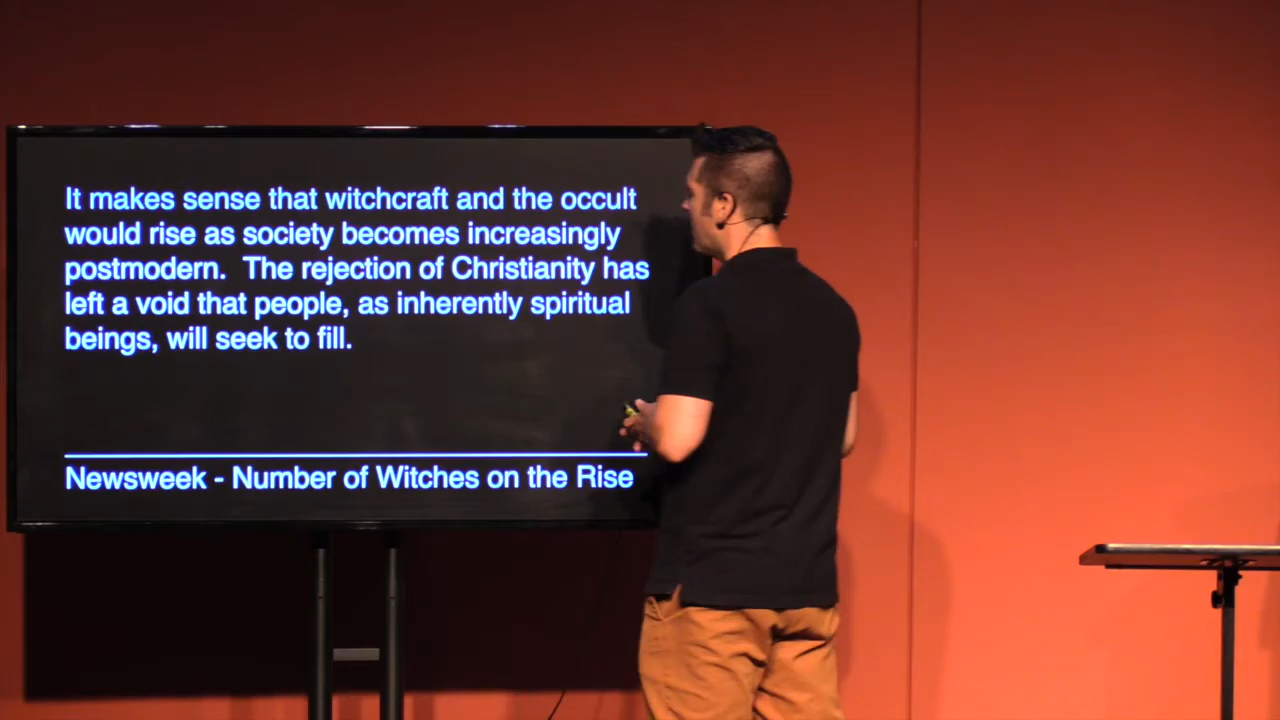 It makes sense that witchcraft and the occult
would rise as society becomes increasingly
postmodern.  The rejection of Christianity has
left a void that people, as inherently spiritual
beings, will seek to fill.
Newsweek - Number of Witches on the Rise